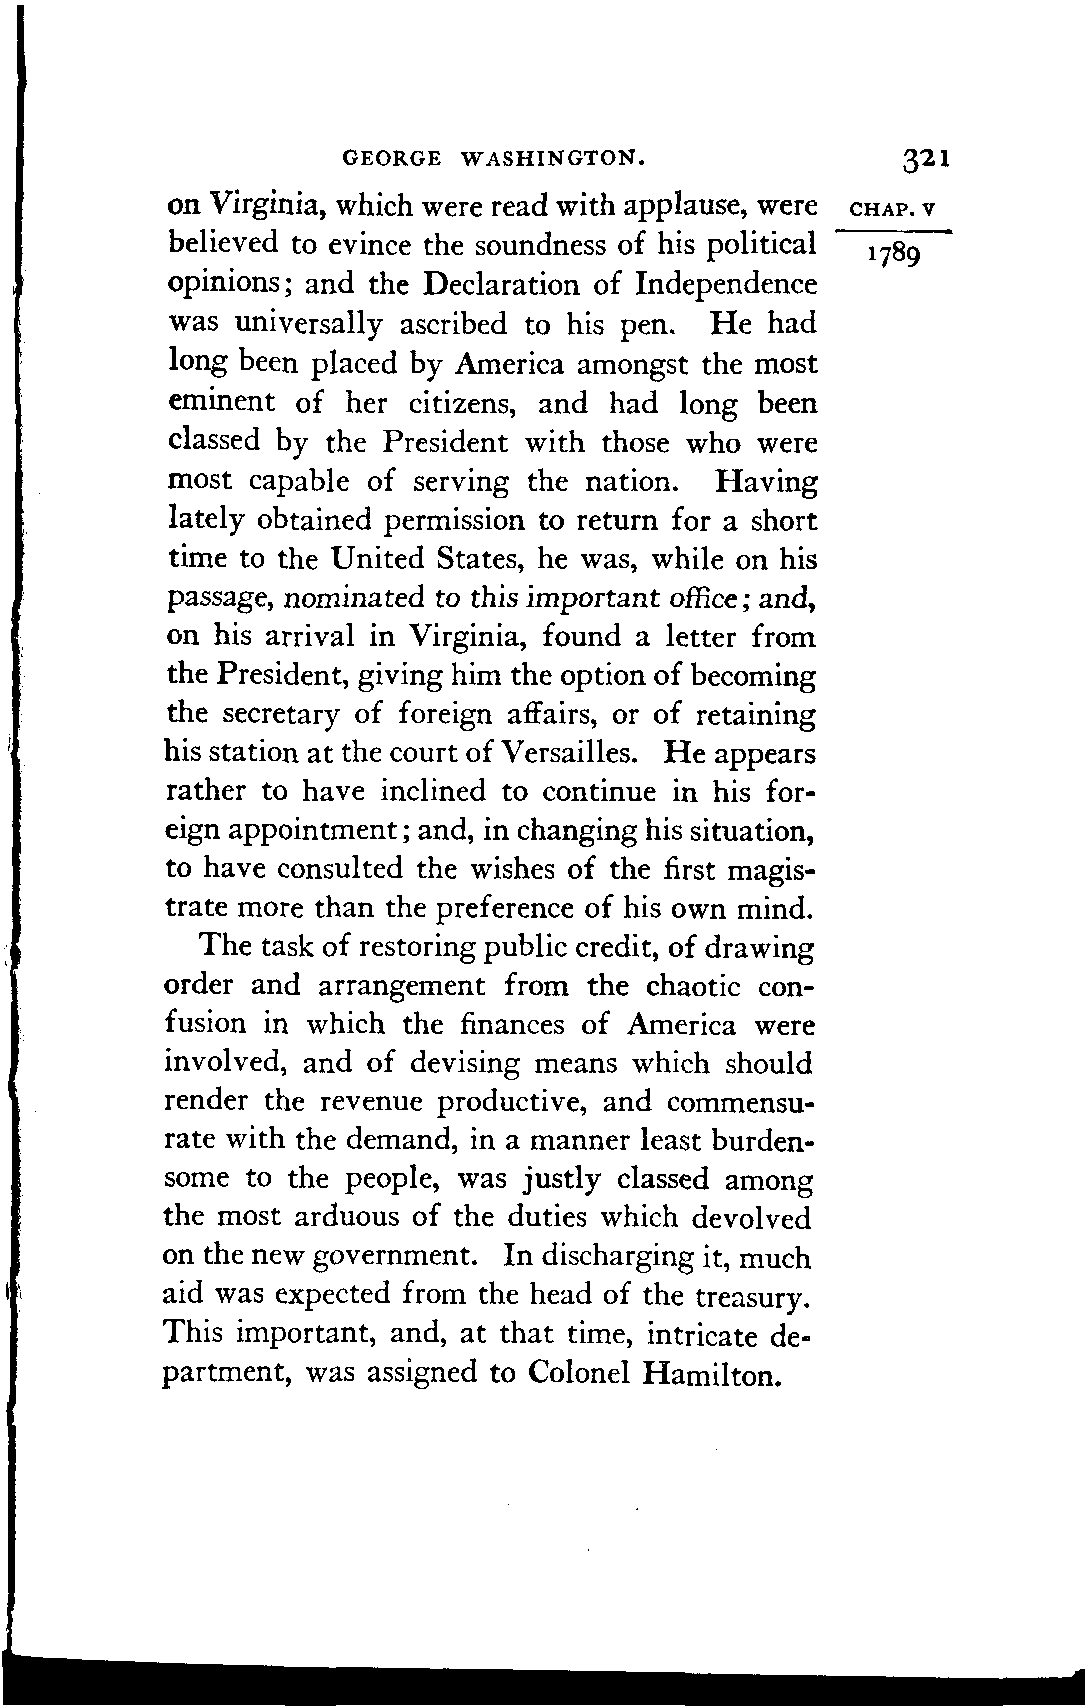 GEORGE WASHINGTON. 321
on Virginia, which were read with applause, were
CHAP. V
believed to evince the soundness of his political
1789
opinions; and the Declaration of Independence
was universally ascribed to his pen. He had
long been placed by America amongst the most
eminent of her citizens, and had long been
classed by the President with those who were
most capable of serving the nation. Having
lately obtained permission to return for a short
time to the United States, he was, while on his
passage, nominated to this important office; and,
on his arrival in Virginia, found a letter from
the President, giving him the option of becoming
the secretary of foreign affairs, or of retaining
his station at the court of Versailles. He appears
rather to have inclined to continue in his for-
eign appointment; and, in changing his situation,
to have consulted the wishes of the first magis-
trate more than the preference of his own mind.
The task of restoring public credit, of drawing
order and arrangement from the chaotic con-
fusion in which the finances of America were
involved, and of devising means which should
render the revenue productive, and commensu-
rate with the demand, in a manner least burden-
some to the people, was justly classed among
the most arduous of the duties which devolved
on the new government. In discharging it, much
aid was expected from the head of the treasury.
This important, and, at that time, intricate de-
partment, was assigned to Colonel Hamilton.